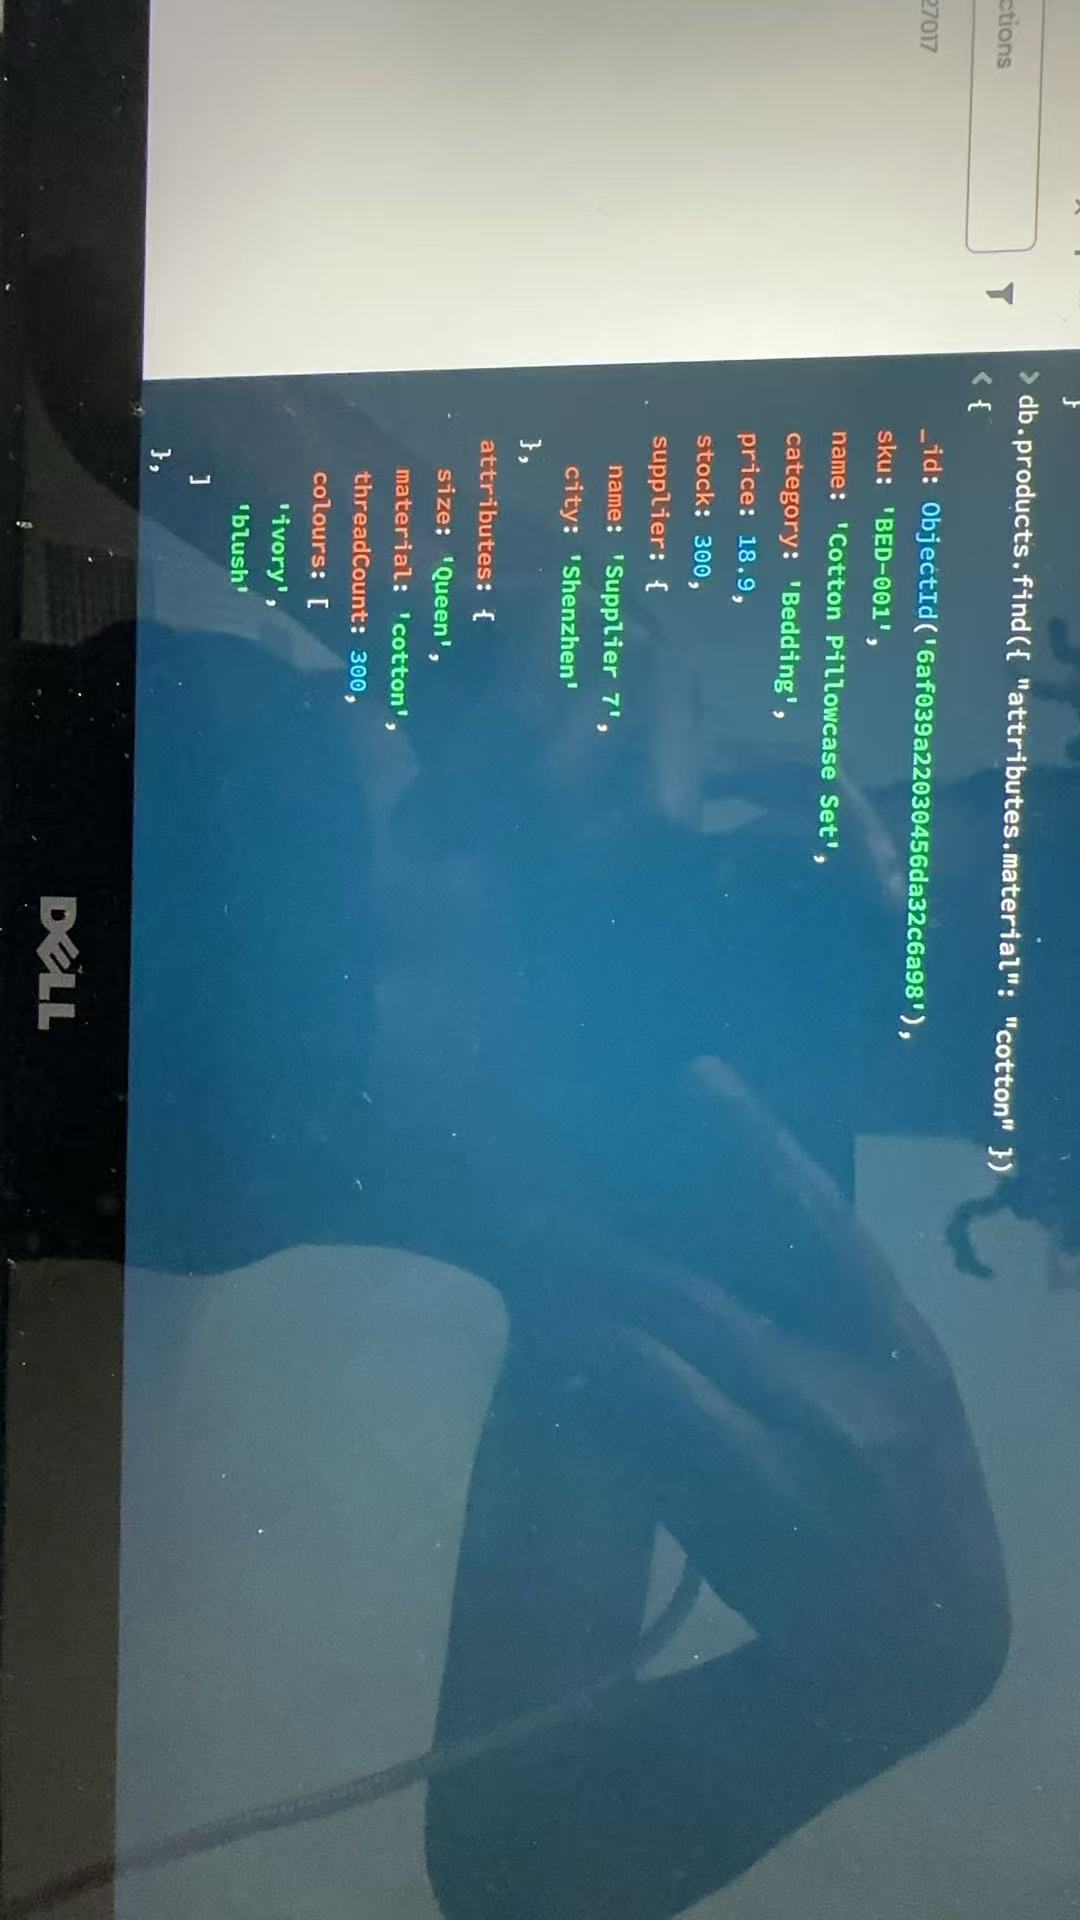 ctions
27017
}
> db.products.find({ "attributes.material": "cotton" })
< {
_id: ObjectId('6af039a22030456da32c6a98'),
sku: 'BED-001',
name: 'Cotton Pillowcase Set',
category: 'Bedding',
price: 18.9,
stock: 300,
supplier: {
name: 'Supplier 7',
city: 'Shenzhen'
},
attributes: {
size: 'Queen',
material: 'cotton',
threadCount: 300,
colours: [
'ivory',
'blush'
]
},
DELL